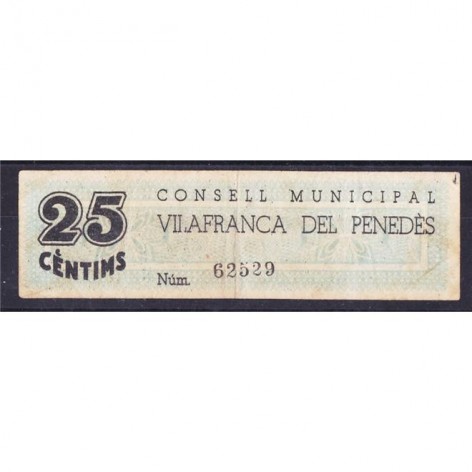 25
CÈNTIMS
CONSELL MUNICIPAL
VILAFRANCA DEL PENEDÈS
Núm. 62529